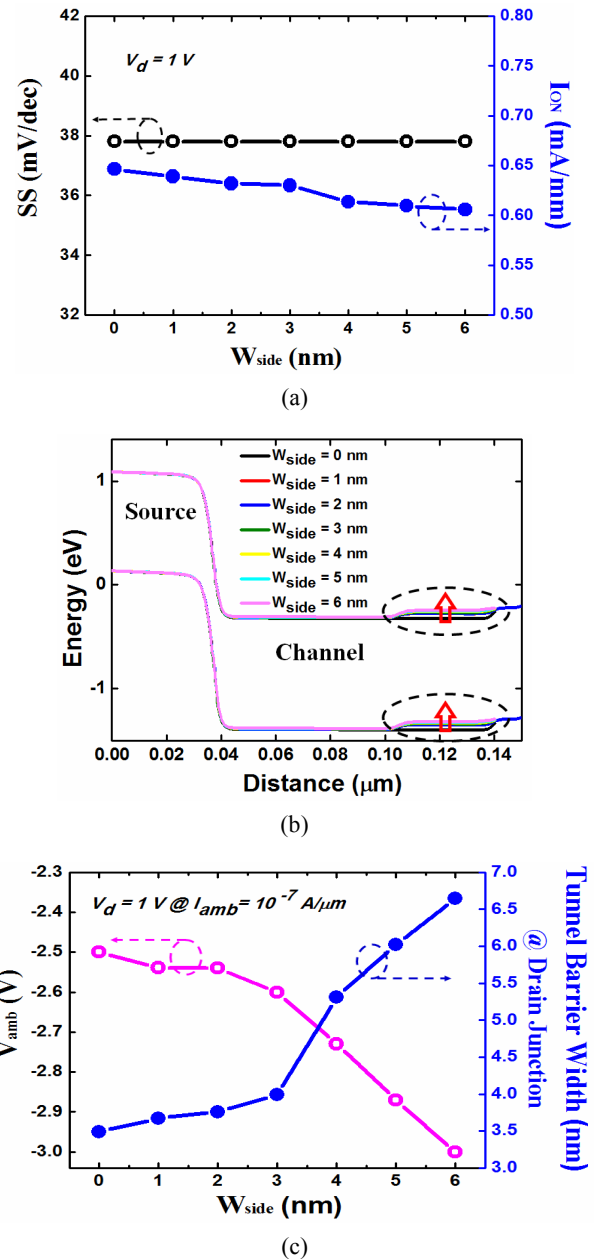 42
40
38
36
34
32
SS (mV/dec)
V_d = 1 V
0.80
0.75
0.70
0.65
0.60
0.55
0.50
I_ON (mA/mm)
0 1 2 3 4 5 6
W_side (nm)
(a)
1
0
-1
Energy (eV)
Source
Channel
W_side = 0 nm
W_side = 1 nm
W_side = 2 nm
W_side = 3 nm
W_side = 4 nm
W_side = 5 nm
W_side = 6 nm
0.00 0.02 0.04 0.06 0.08 0.10 0.12 0.14
Distance (μm)
(b)
-2.3
-2.4
-2.5
-2.6
-2.7
-2.8
-2.9
-3.0
V_amb (V)
V_d = 1 V @ I_amb = 10^-7 A/μm
7.0
6.5
6.0
5.5
5.0
4.5
4.0
3.5
3.0
Tunnel Barrier Width (nm)
@ Drain Junction
0 1 2 3 4 5 6
W_side (nm)
(c)